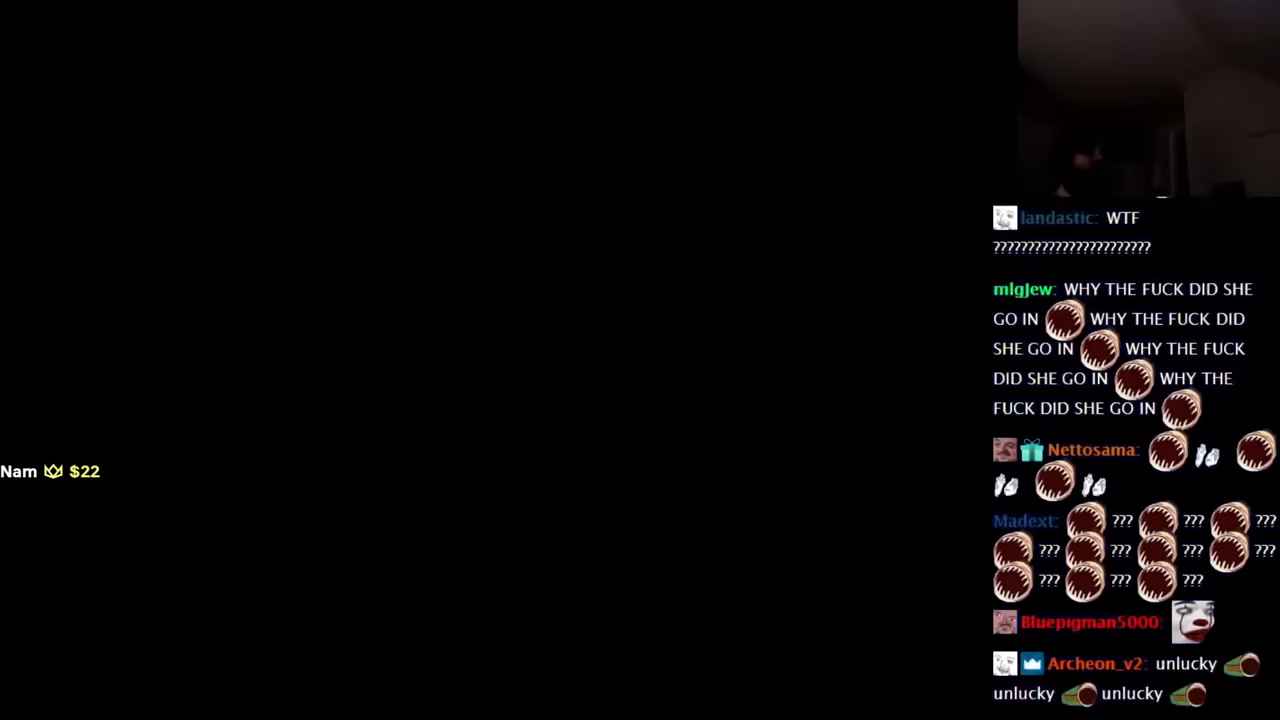 landastic: WTF
???????????????????????
mlgJew: WHY THE FUCK DID SHE
GO IN WHY THE FUCK DID
SHE GO IN WHY THE FUCK
DID SHE GO IN WHY THE
FUCK DID SHE GO IN
Nam $22
Nettosama:
Madext: ??? ??? ???
??? ??? ??? ???
??? ??? ???
Bluepigman5000:
Archeon_v2: unlucky
unlucky unlucky